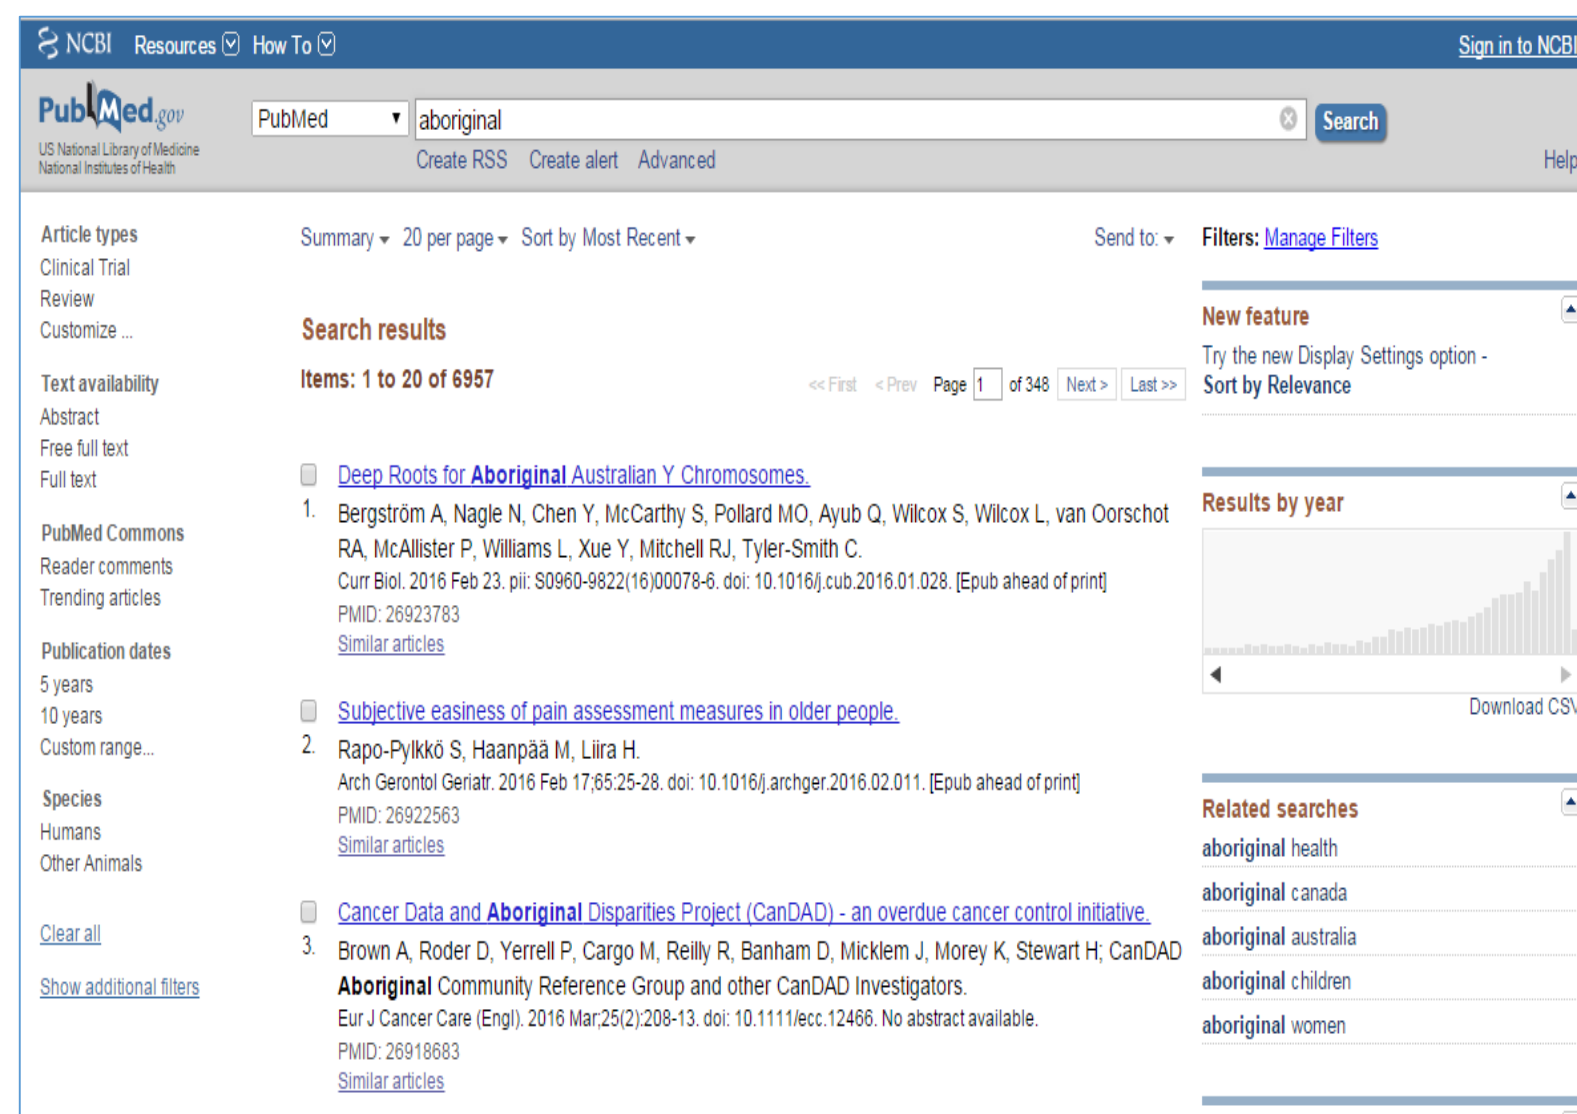 NCBI Resources How To Sign in to NCBI
PubMed.gov
US National Library of Medicine
National Institutes of Health
PubMed aboriginal Search
Create RSS Create alert Advanced
Help
Article types
Clinical Trial
Review
Customize ...
Text availability
Abstract
Free full text
Full text
PubMed Commons
Reader comments
Trending articles
Publication dates
5 years
10 years
Custom range...
Species
Humans
Other Animals
Clear all
Show additional filters
Summary 20 per page Sort by Most Recent Send to:
Search results
Items: 1 to 20 of 6957
<< First < Prev Page 1 of 348 Next > Last >>
Deep Roots for Aboriginal Australian Y Chromosomes.
1. Bergström A, Nagle N, Chen Y, McCarthy S, Pollard MO, Ayub Q, Wilcox S, Wilcox L, van Oorschot
RA, McAllister P, Williams L, Xue Y, Mitchell RJ, Tyler-Smith C.
Curr Biol. 2016 Feb 23. pii: S0960-9822(16)00078-6. doi: 10.1016/j.cub.2016.01.028. [Epub ahead of print]
PMID: 26923783
Similar articles
Subjective easiness of pain assessment measures in older people.
2. Rapo-Pylkkö S, Haanpää M, Liira H.
Arch Gerontol Geriatr. 2016 Feb 17;65:25-28. doi: 10.1016/j.archger.2016.02.011. [Epub ahead of print]
PMID: 26922563
Similar articles
Cancer Data and Aboriginal Disparities Project (CanDAD) - an overdue cancer control initiative.
3. Brown A, Roder D, Yerrell P, Cargo M, Reilly R, Banham D, Micklem J, Morey K, Stewart H; CanDAD
Aboriginal Community Reference Group and other CanDAD Investigators.
Eur J Cancer Care (Engl). 2016 Mar;25(2):208-13. doi: 10.1111/ecc.12466. No abstract available.
PMID: 26918683
Similar articles
Filters: Manage Filters
New feature
Try the new Display Settings option -
Sort by Relevance
Results by year
Download CSV
Related searches
aboriginal health
aboriginal canada
aboriginal australia
aboriginal children
aboriginal women